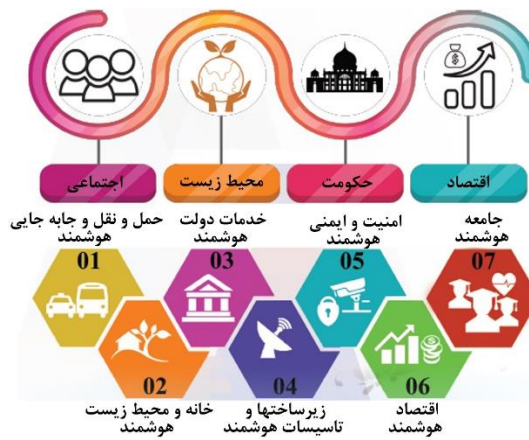 اقتصاد
حکومت
محیط زیست
اجتماعی
جامعه
هوشمند
امنیت و ایمنی
هوشمند
خدمات دولت
هوشمند
حمل و نقل و جابه جایی
هوشمند
01
03
05
07
02
04
06
خانه و محیط زیست
هوشمند
زیرساختها و
تاسیسات هوشمند
اقتصاد
هوشمند